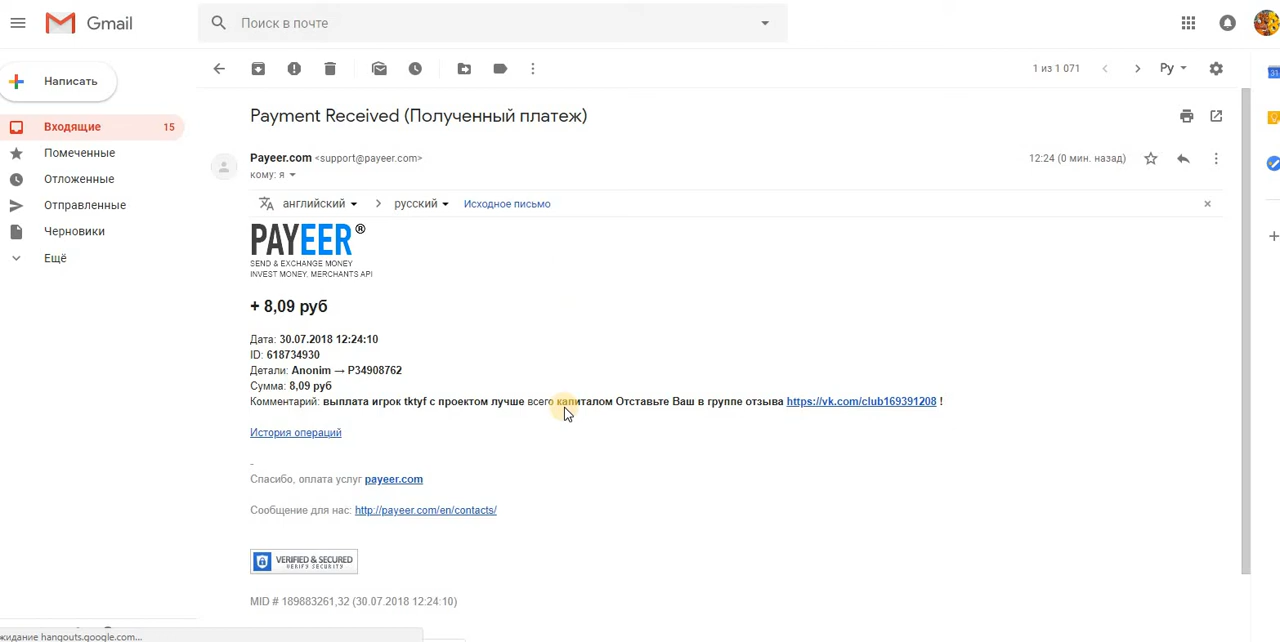 Gmail
Поиск в почте
Написать
1 из 1 071
Ру
Входящие 15
Помеченные
Отложенные
Отправленные
Черновики
Ещё
Payment Received (Полученный платеж)
Payeer.com <support@payeer.com>
12:24 (0 мин. назад)
кому: я
английский > русский Исходное письмо
PAYEER®
SEND & EXCHANGE MONEY
INVEST MONEY, MERCHANTS API
+ 8,09 руб
Дата: 30.07.2018 12:24:10
ID: 618734930
Детали: Anonim → P34908762
Сумма: 8,09 руб
Комментарий: выплата игрок tktyf с проектом лучше всего капиталом Отставьте Ваш в группе отзыва https://vk.com/club169391208 !
История операций
-
Спасибо, оплата услуг payeer.com
Сообщение для нас: http://payeer.com/en/contacts/
VERIFIED & SECURED
VERIFY SECURITY
MID # 189883261,32 (30.07.2018 12:24:10)
жидание hangouts.google.com...